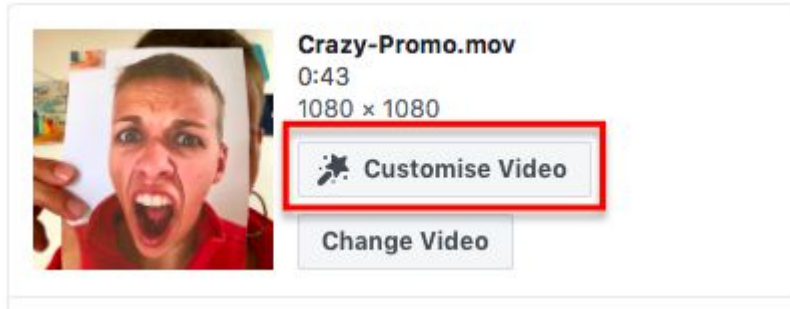 Crazy-Promo.mov
0:43
1080 × 1080
Customise Video
Change Video